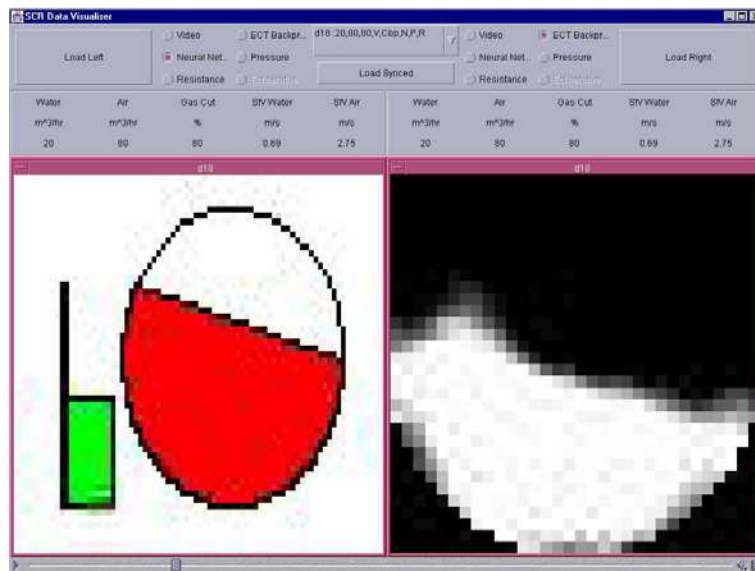 SCR Data Visualiser
Load Left
Video
Neural Net...
Resistance
ECT Backpr...
Pressure
d18 :20,80,80,V,Cbp,N,P,R
Load Synced
Video
Neural Net...
Resistance
ECT Backpr...
Pressure
Load Right
Water Air Gas Cut SfV Water SfV Air
m^3/hr m^3/hr % m/s m/s
20 80 80 0.69 2.75
Water Air Gas Cut SfV Water SfV Air
m^3/hr m^3/hr % m/s m/s
20 80 80 0.69 2.75
d18
d18